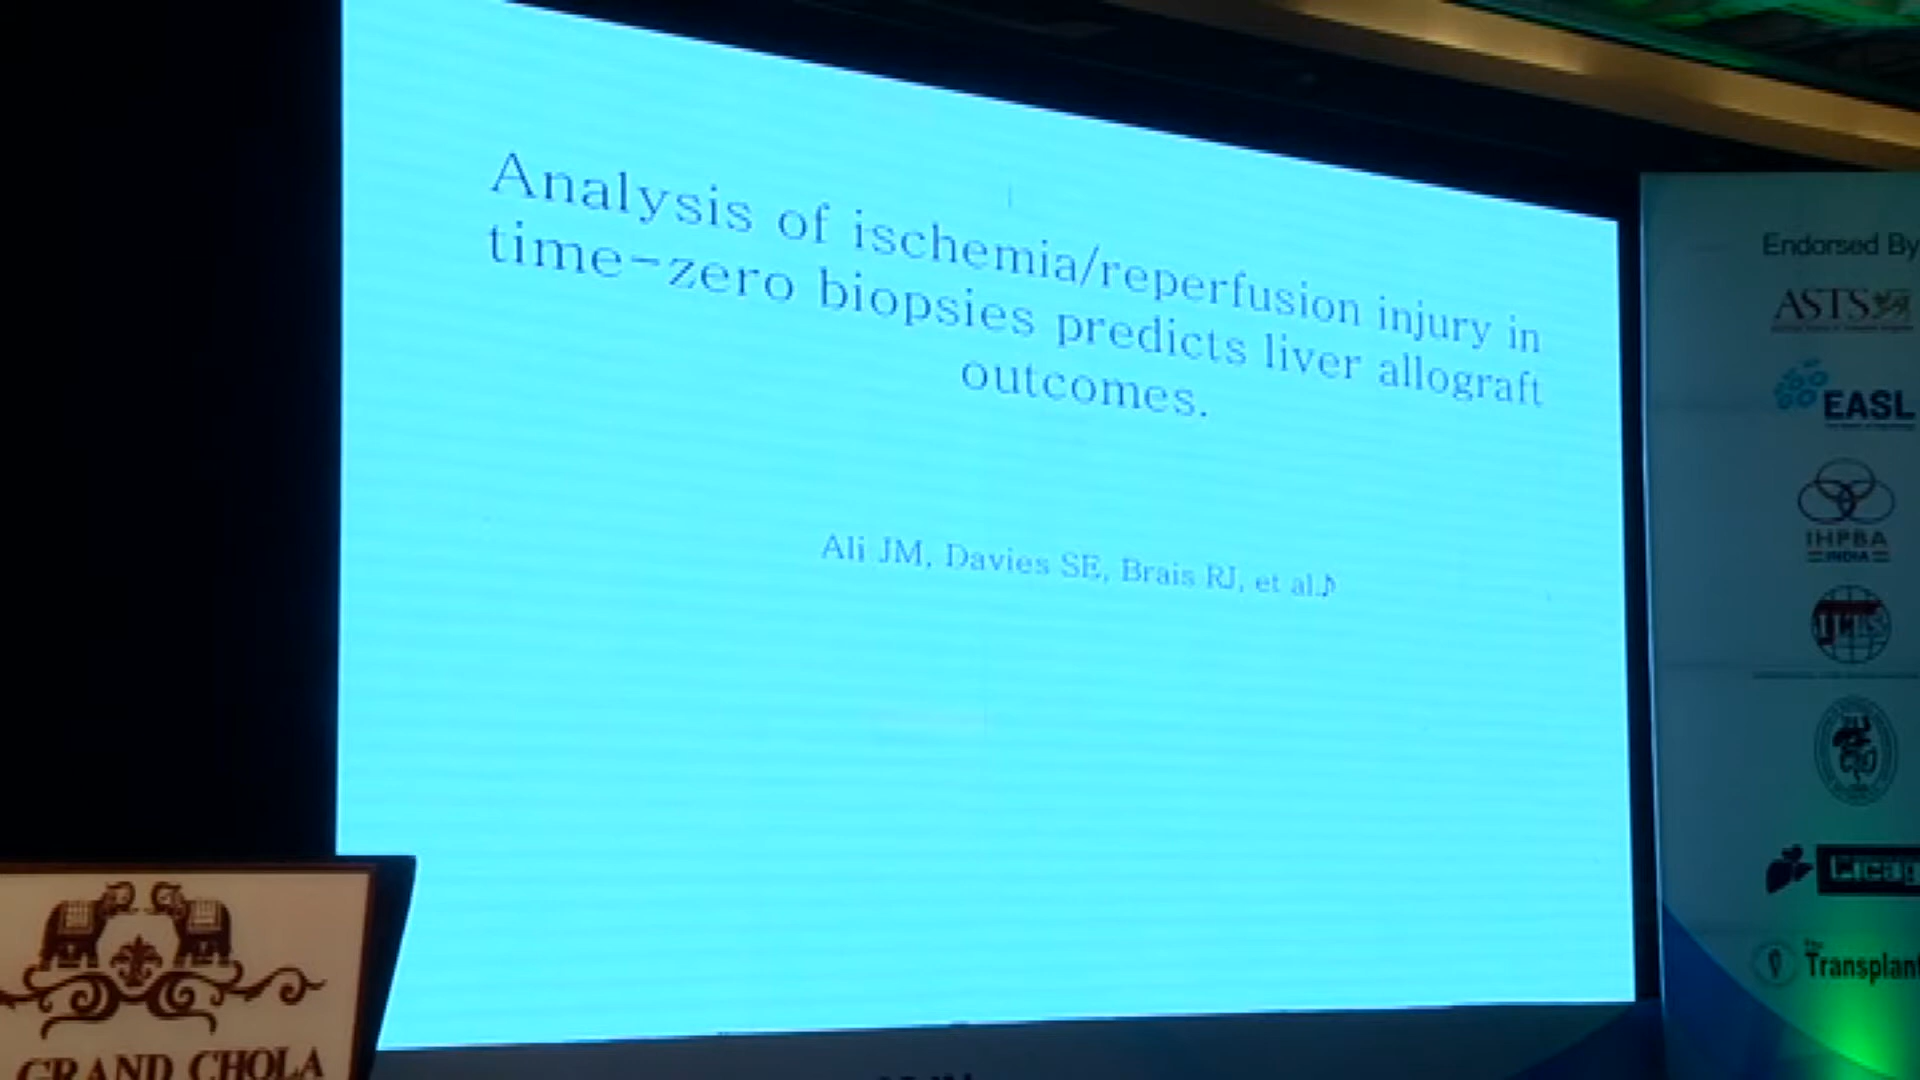 Analysis of ischemia/reperfusion injury in
time-zero biopsies predicts liver allograft
outcomes.
Ali JM, Davies SE, Brais RJ, et al.♪
Endorsed By
ASTS
EASL
IHPBA
INDIA
Transplant
GRAND CHOLA